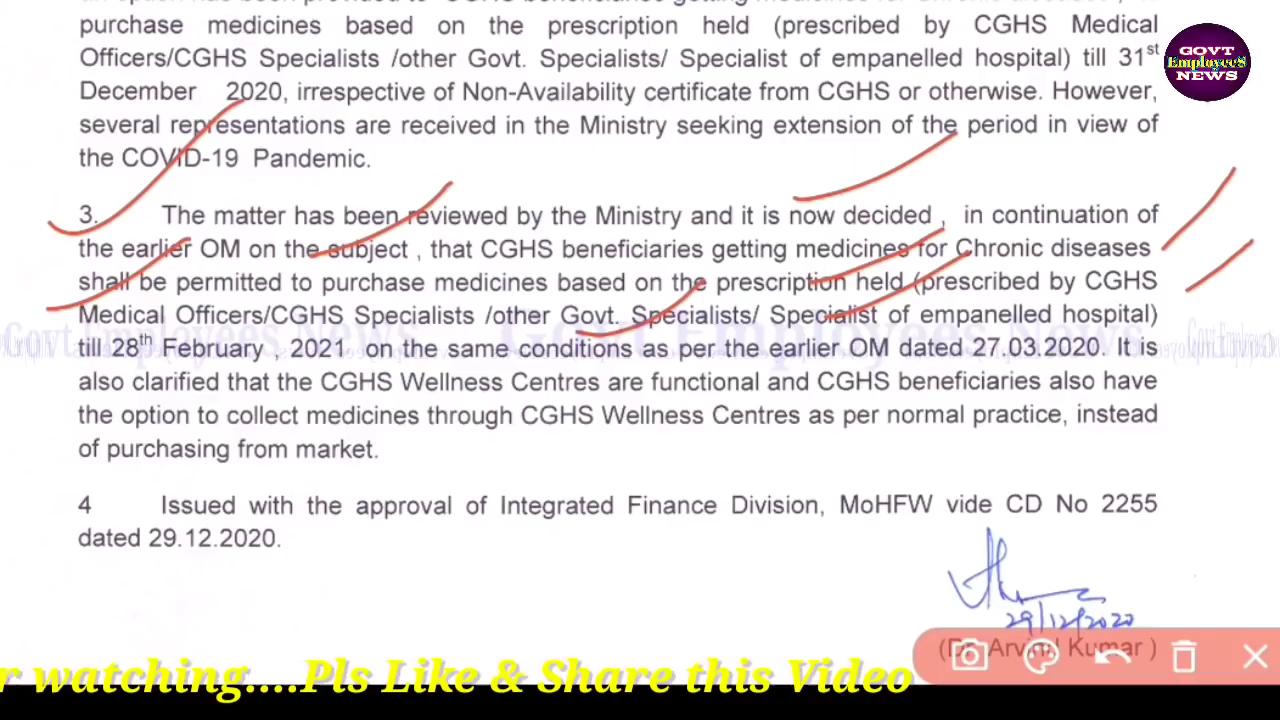 purchase medicines based on the prescription held (prescribed by CGHS Medical
Officers/CGHS Specialists /other Govt. Specialists/ Specialist of empanelled hospital) till 31st
December 2020, irrespective of Non-Availability certificate from CGHS or otherwise. However,
several representations are received in the Ministry seeking extension of the period in view of
the COVID-19 Pandemic.
3. The matter has been reviewed by the Ministry and it is now decided , in continuation of
the earlier OM on the subject , that CGHS beneficiaries getting medicines for Chronic diseases
shall be permitted to purchase medicines based on the prescription held (prescribed by CGHS
Medical Officers/CGHS Specialists /other Govt. Specialists/ Specialist of empanelled hospital)
till 28th February , 2021, on the same conditions as per the earlier OM dated 27.03.2020. It is
also clarified that the CGHS Wellness Centres are functional and CGHS beneficiaries also have
the option to collect medicines through CGHS Wellness Centres as per normal practice, instead
of purchasing from market.
4 Issued with the approval of Integrated Finance Division, MoHFW vide CD No 2255
dated 29.12.2020.
29/12/2020
(Dr Arvind Kumar )
GOVT
EmployeeS
NEWS
Govt Employees News
watching....Pls Like & Share this Video